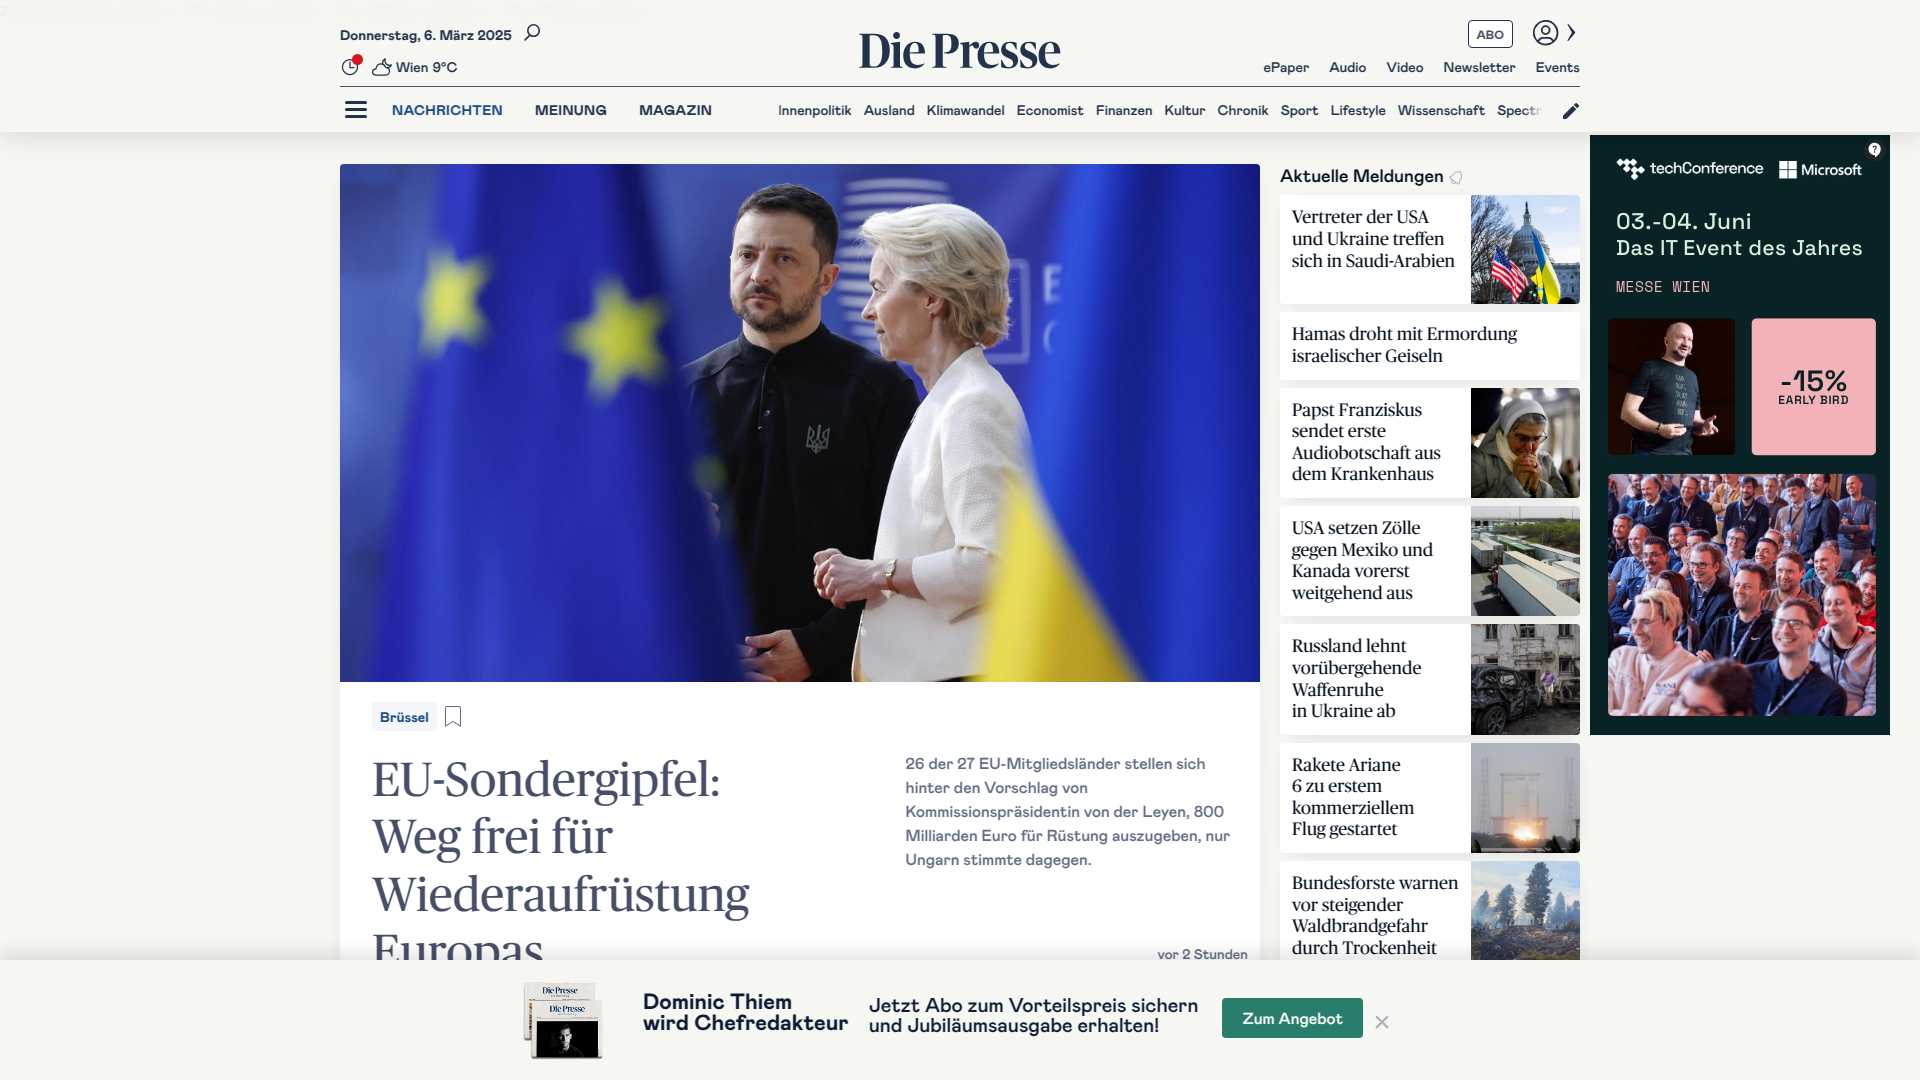 Donnerstag, 6. März 2025
Wien 9°C
Die Presse
ABO
ePaper Audio Video Newsletter Events
NACHRICHTEN MEINUNG MAGAZIN
Innenpolitik Ausland Klimawandel Economist Finanzen Kultur Chronik Sport Lifestyle Wissenschaft Spectr
Brüssel
EU-Sondergipfel:
Weg frei für
Wiederaufrüstung
Europas
26 der 27 EU-Mitgliedsländer stellen sich
hinter den Vorschlag von
Kommissionspräsidentin von der Leyen, 800
Milliarden Euro für Rüstung auszugeben, nur
Ungarn stimmte dagegen.
vor 2 Stunden
Aktuelle Meldungen
Vertreter der USA
und Ukraine treffen
sich in Saudi-Arabien
Hamas droht mit Ermordung
israelischer Geiseln
Papst Franziskus
sendet erste
Audiobotschaft aus
dem Krankenhaus
USA setzen Zölle
gegen Mexiko und
Kanada vorerst
weitgehend aus
Russland lehnt
vorübergehende
Waffenruhe
in Ukraine ab
Rakete Ariane
6 zu erstem
kommerziellem
Flug gestartet
Bundesforste warnen
vor steigender
Waldbrandgefahr
durch Trockenheit
techConference Microsoft
03.-04. Juni
Das IT Event des Jahres
MESSE WIEN
-15%
EARLY BIRD
Die Presse
Die Presse
Dominic Thiem
wird Chefredakteur
Jetzt Abo zum Vorteilspreis sichern
und Jubiläumsausgabe erhalten!
Zum Angebot